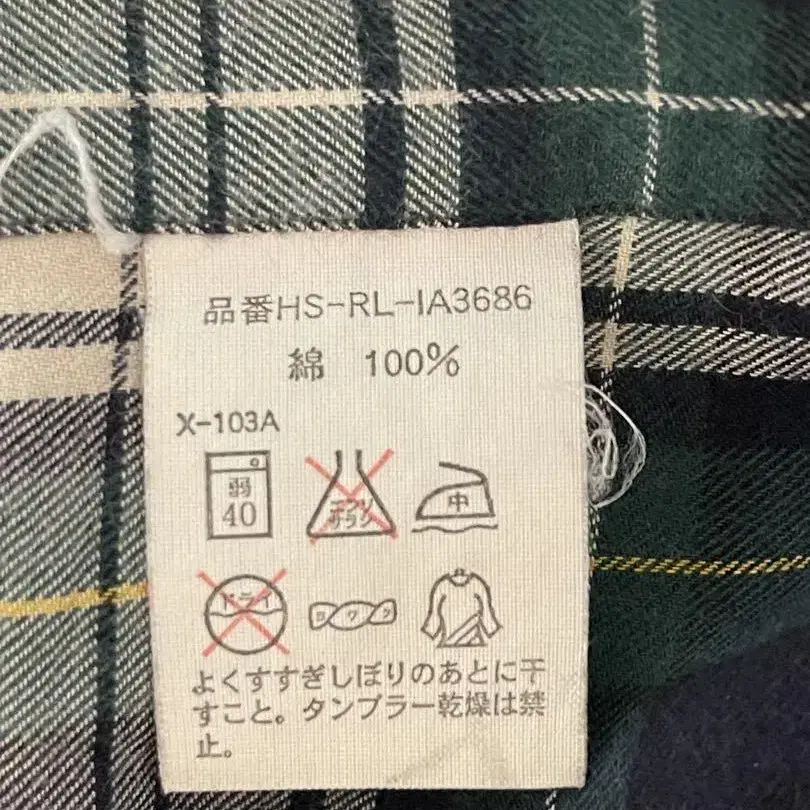 品番HS-RL-IA3686
綿 100%
X-103A
弱
40
エンソ
サラシ
中
ドライ
ヨワク
よくすすぎしぼりのあとに干
すこと。タンブラー乾燥は禁
止。